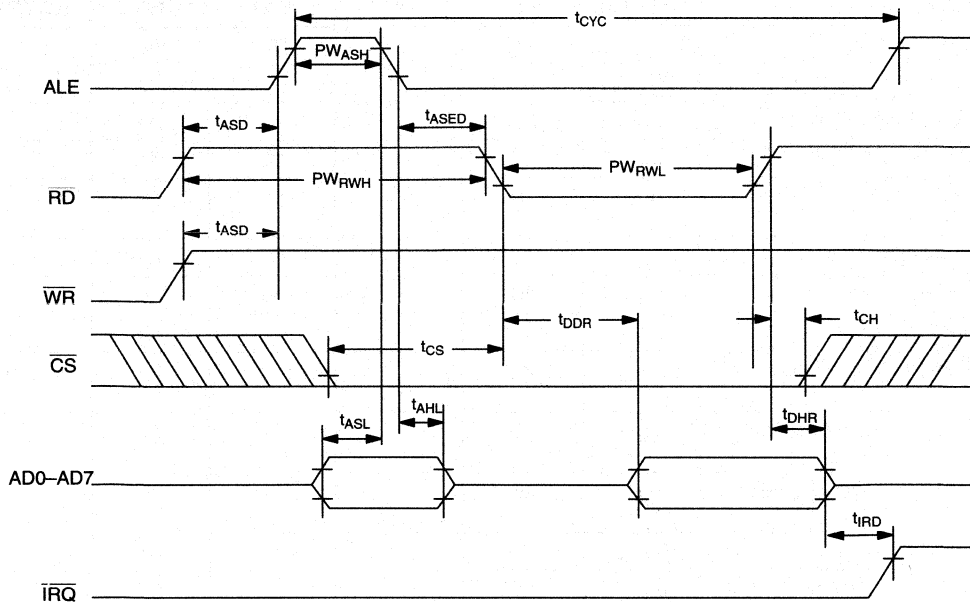 tCYC
PWASH
ALE
tASD
tASED
PWRWH
PWRWL
RD
tASD
WR
tDDR
tCH
tCS
CS
tASL
tAHL
tDHR
AD0–AD7
tIRD
IRQ